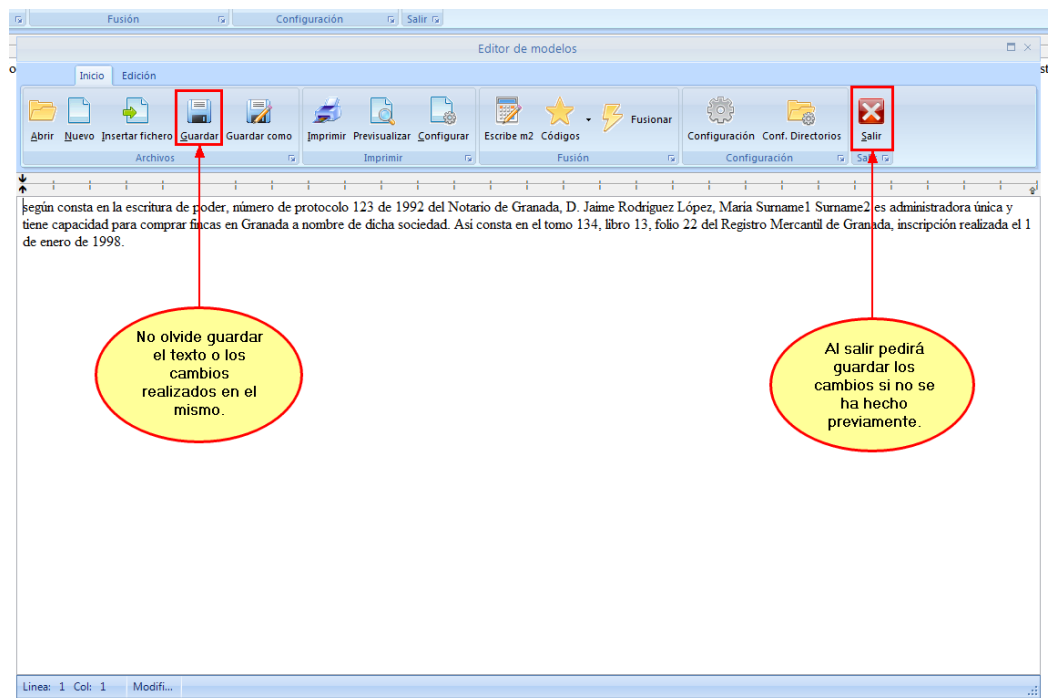 Fusión Configuración Salir
Editor de modelos
Inicio Edición
Abrir Nuevo Insertar fichero Guardar Guardar como Imprimir Previsualizar Configurar Escribe m2 Códigos Fusionar Configuración Conf. Directorios Salir
Archivos Imprimir Fusión Configuración Salir
según consta en la escritura de poder, número de protocolo 123 de 1992 del Notario de Granada, D. Jaime Rodríguez López, Maria Surname1 Surname2 es administradora única y
tiene capacidad para comprar fincas en Granada a nombre de dicha sociedad. Así consta en el tomo 134, libro 13, folio 22 del Registro Mercantil de Granada, inscripción realizada el 1
de enero de 1998.
No olvide guardar
el texto o los
cambios
realizados en el
mismo.
Al salir pedirá
guardar los
cambios si no se
ha hecho
previamente.
Linea: 1 Col: 1 Modifi...